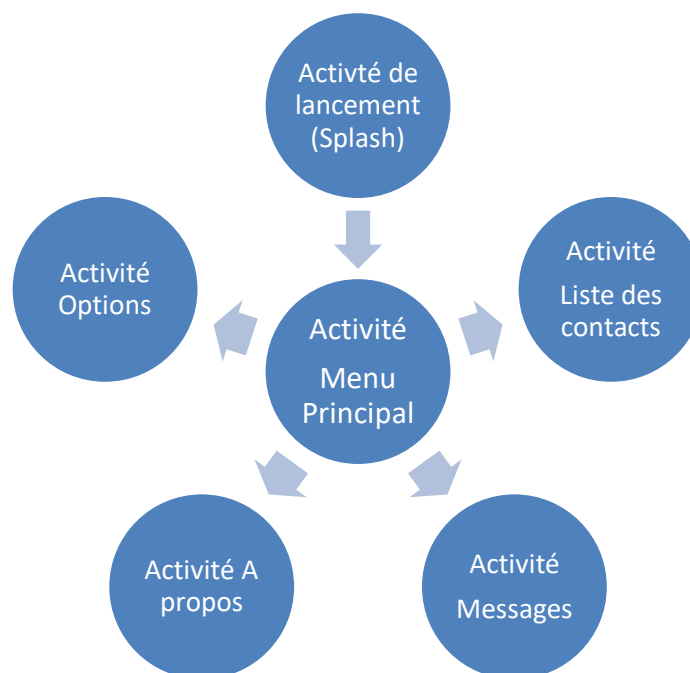 Activté de
lancement
(Splash)
Activité
Options
Activité
Liste des
contacts
Activité
Menu
Principal
Activité A
propos
Activité
Messages